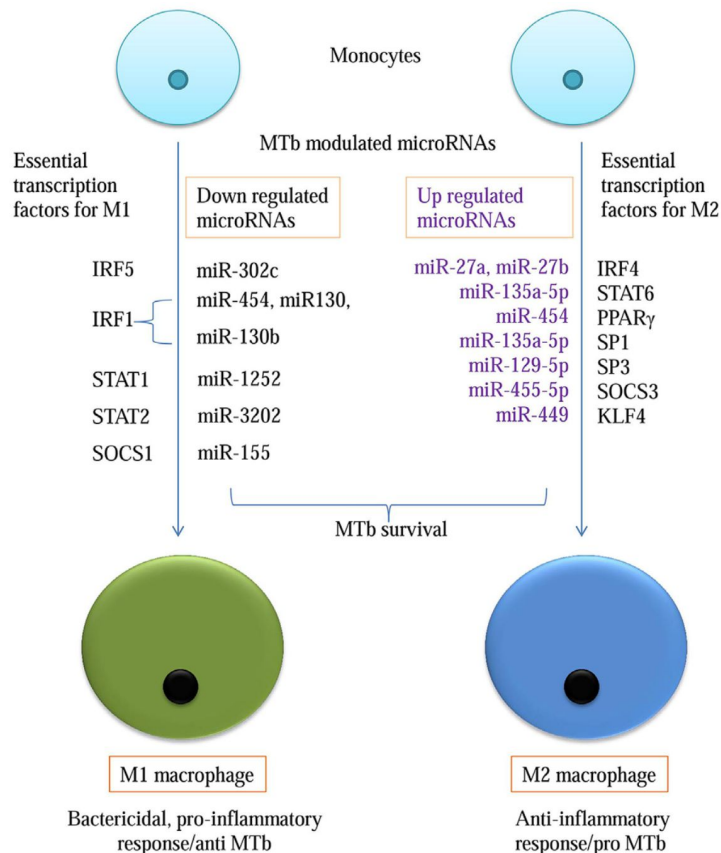 Monocytes
MTb modulated microRNAs
Essential
transcription
factors for M1
Down regulated
microRNAs
Up regulated
microRNAs
Essential
transcription
factors for M2
IRF5
miR-302c
miR-27a, miR-27b
IRF4
IRF1
miR-454, miR130,
miR-130b
miR-135a-5p
STAT6
miR-454
PPARγ
miR-135a-5p
SP1
STAT1
miR-1252
miR-129-5p
SP3
miR-455-5p
SOCS3
STAT2
miR-3202
miR-449
KLF4
SOCS1
miR-155
MTb survival
M1 macrophage
M2 macrophage
Bactericidal, pro-inflammatory
response/anti MTb
Anti-inflammatory
response/pro MTb